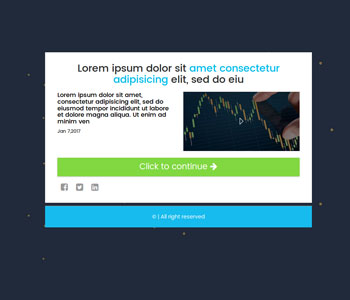 Lorem ipsum dolor sit amet consectetur
adipisicing elit, sed do eiu
Lorem ipsum dolor sit amet,
consectetur adipisicing elit, sed do
eiusmod tempor incididunt ut labore
et dolore magna aliqua. Ut enim ad
minim ven
Jan 7,2017
Click to continue →
© | All right reserved.